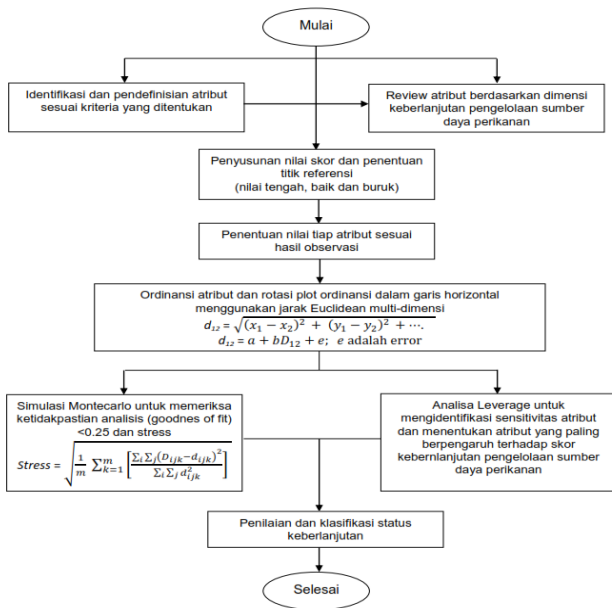 Mulai
Identifikasi dan pendefinisian atribut
sesuai kriteria yang ditentukan
Review atribut berdasarkan dimensi
keberlanjutan pengelolaan sumber
daya perikanan
Penyusunan nilai skor dan penentuan
titik referensi
(nilai tengah, baik dan buruk)
Penentuan nilai tiap atribut sesuai
hasil observasi
Ordinansi atribut dan rotasi plot ordinansi dalam garis horizontal
menggunakan jarak Euclidean multi-dimensi
d₁₂ = √((x₁ − x₂)² + (y₁ − y₂)² + ⋯.)
d₁₂ = a + bD₁₂ + e; e adalah error
Simulasi Montecarlo untuk memeriksa
ketidakpastian analisis (goodnes of fit)
<0.25 dan stress
Stress = √(1/m ∑ₖ₌₁ᵐ [∑ᵢ∑ⱼ(Dᵢⱼₖ−dᵢⱼₖ)² / ∑ᵢ∑ⱼ d²ᵢⱼₖ])
Analisa Leverage untuk
mengidentifikasi sensitivitas atribut
dan menentukan atribut yang paling
berpengaruh terhadap skor
kebernlanjutan pengelolaan sumber
daya perikanan
Penilaian dan klasifikasi status
keberlanjutan
Selesai